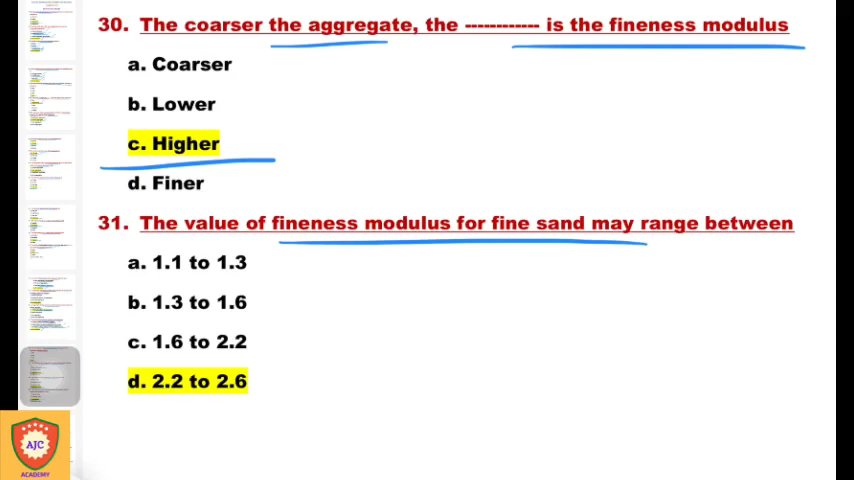 30. The coarser the aggregate, the ------------ is the fineness modulus
a. Coarser
b. Lower
c. Higher
d. Finer
31. The value of fineness modulus for fine sand may range between
a. 1.1 to 1.3
b. 1.3 to 1.6
c. 1.6 to 2.2
d. 2.2 to 2.6
AJC
ACADEMY